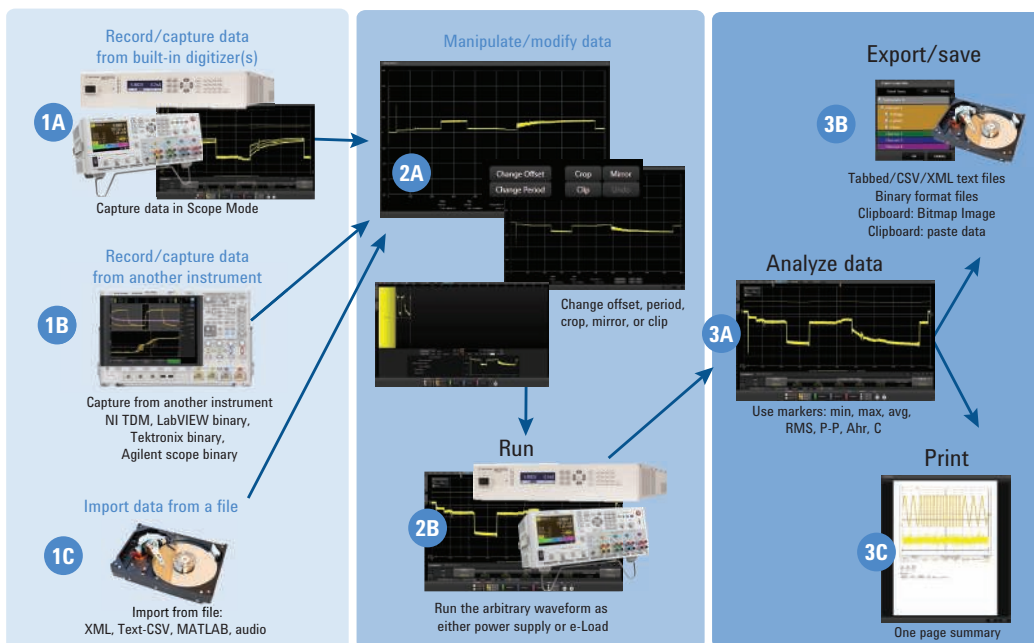 Record/capture data
from built-in digitizer(s)
1A
Capture data in Scope Mode
Record/capture data
from another instrument
1B
Capture from another instrument
NI TDM, LabVIEW binary,
Tektronix binary,
Agilent scope binary
Import data from a file
1C
Import from file:
XML, Text-CSV, MATLAB, audio
Manipulate/modify data
2A
Change Offset
Crop
Mirror
Change Period
Clip
Undo
Change offset, period,
crop, mirror, or clip
Run
2B
Run the arbitrary waveform as
either power supply or e-Load
Export/save
3B
Tabbed/CSV/XML text files
Binary format files
Clipboard: Bitmap Image
Clipboard: paste data
Analyze data
3A
Use markers: min, max, avg,
RMS, P-P, Ahr, C
Print
3C
One page summary